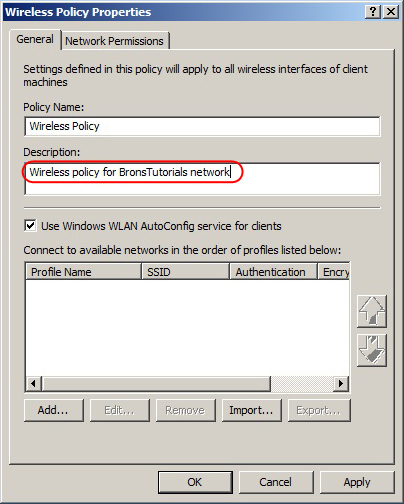 Wireless Policy Properties
General
Network Permissions
Settings defined in this policy will apply to all wireless interfaces of client
machines
Policy Name:
Wireless Policy
Description:
Wireless policy for BronsTutorials network
Use Windows WLAN AutoConfig service for clients
Connect to available networks in the order of profiles listed below:
Profile Name SSID Authentication Encry
Add... Edit... Remove Import... Export...
OK Cancel Apply